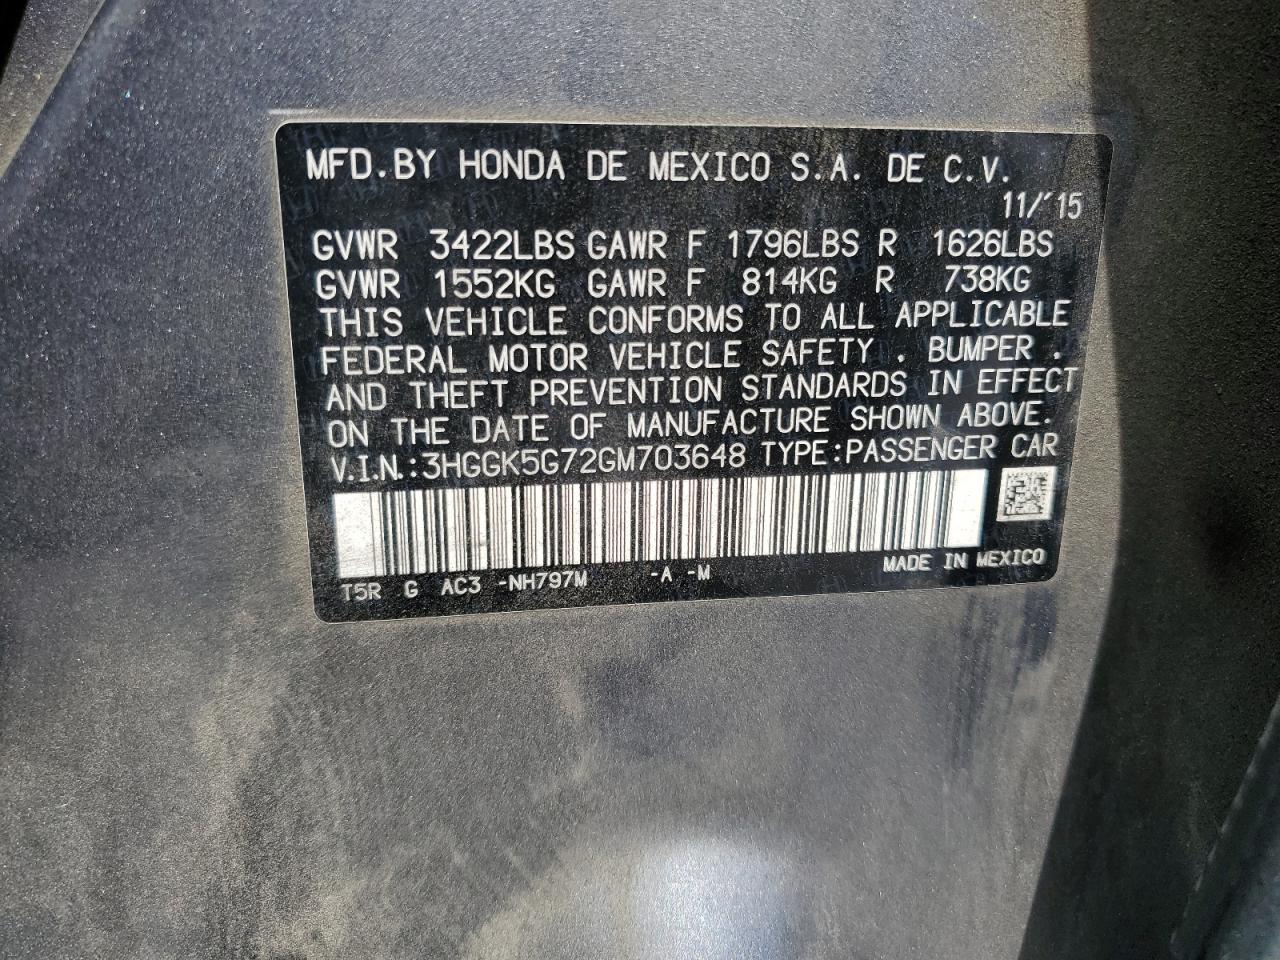 MFD.BY HONDA DE MEXICO S.A. DE C.V.
11/´15
GVWR 3422LBS GAWR F 1796LBS R 1626LBS
GVWR 1552KG GAWR F 814KG R 738KG
THIS VEHICLE CONFORMS TO ALL APPLICABLE
FEDERAL MOTOR VEHICLE SAFETY , BUMPER ,
AND THEFT PREVENTION STANDARDS IN EFFECT
ON THE DATE OF MANUFACTURE SHOWN ABOVE.
V.I.N.:3HGGK5G72GM703648 TYPE:PASSENGER CAR
T5R G AC3 -NH797M -A -M MADE IN MEXICO